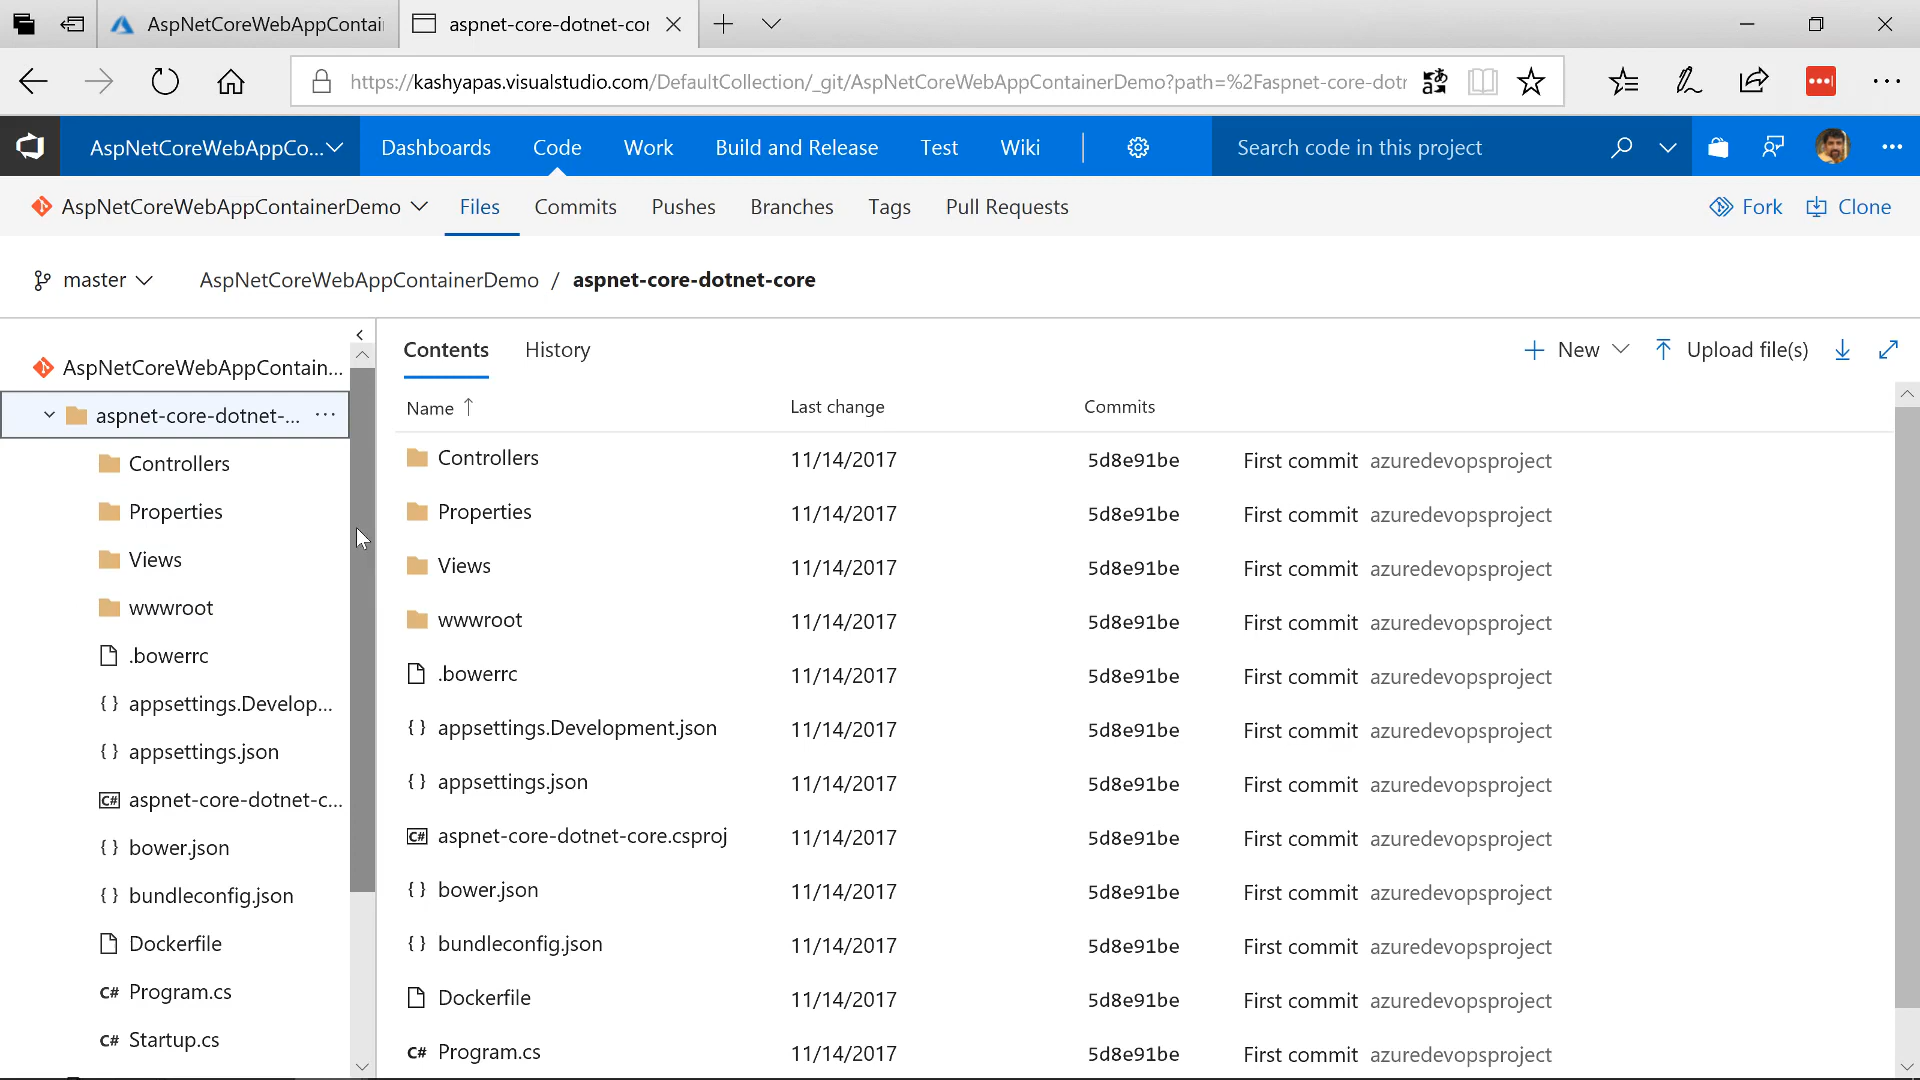 AspNetCoreWebAppContai
aspnet-core-dotnet-cor
https://kashyapas.visualstudio.com/DefaultCollection/_git/AspNetCoreWebAppContainerDemo?path=%2Faspnet-core-dotr
AspNetCoreWebAppCo...
Dashboards
Code
Work
Build and Release
Test
Wiki
Search code in this project
AspNetCoreWebAppContainerDemo
Files
Commits
Pushes
Branches
Tags
Pull Requests
Fork
Clone
master
AspNetCoreWebAppContainerDemo / aspnet-core-dotnet-core
AspNetCoreWebAppContain...
aspnet-core-dotnet-...
Controllers
Properties
Views
wwwroot
.bowerrc
{ } appsettings.Develop...
{ } appsettings.json
C# aspnet-core-dotnet-c...
{ } bower.json
{ } bundleconfig.json
Dockerfile
C# Program.cs
C# Startup.cs
Contents
History
New
Upload file(s)
Name
Last change
Commits
Controllers 11/14/2017 5d8e91be First commit azuredevopsproject
Properties 11/14/2017 5d8e91be First commit azuredevopsproject
Views 11/14/2017 5d8e91be First commit azuredevopsproject
wwwroot 11/14/2017 5d8e91be First commit azuredevopsproject
.bowerrc 11/14/2017 5d8e91be First commit azuredevopsproject
{ } appsettings.Development.json 11/14/2017 5d8e91be First commit azuredevopsproject
{ } appsettings.json 11/14/2017 5d8e91be First commit azuredevopsproject
C# aspnet-core-dotnet-core.csproj 11/14/2017 5d8e91be First commit azuredevopsproject
{ } bower.json 11/14/2017 5d8e91be First commit azuredevopsproject
{ } bundleconfig.json 11/14/2017 5d8e91be First commit azuredevopsproject
Dockerfile 11/14/2017 5d8e91be First commit azuredevopsproject
C# Program.cs 11/14/2017 5d8e91be First commit azuredevopsproject